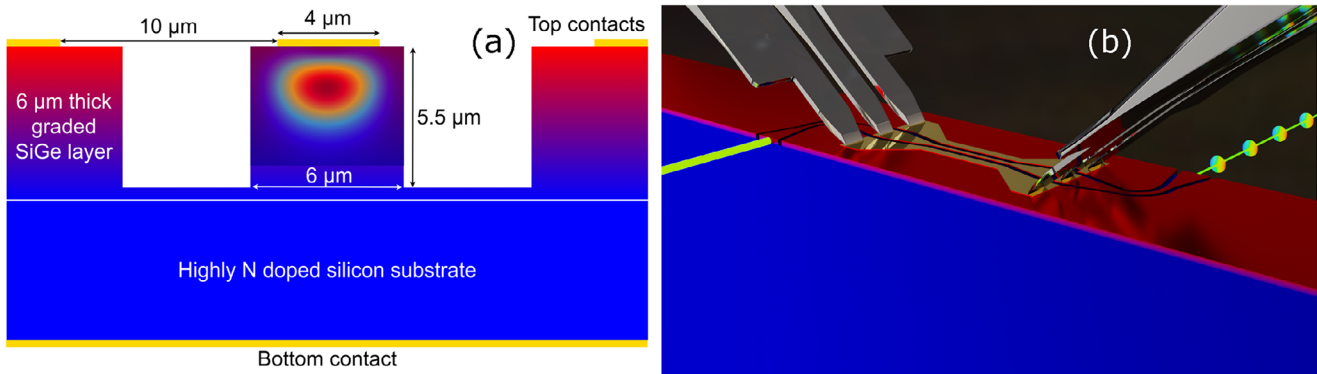 4 µm
10 µm
(a)
Top contacts
(b)
6 µm thick
graded
SiGe layer
5.5 µm
6 µm
Highly N doped silicon substrate
Bottom contact